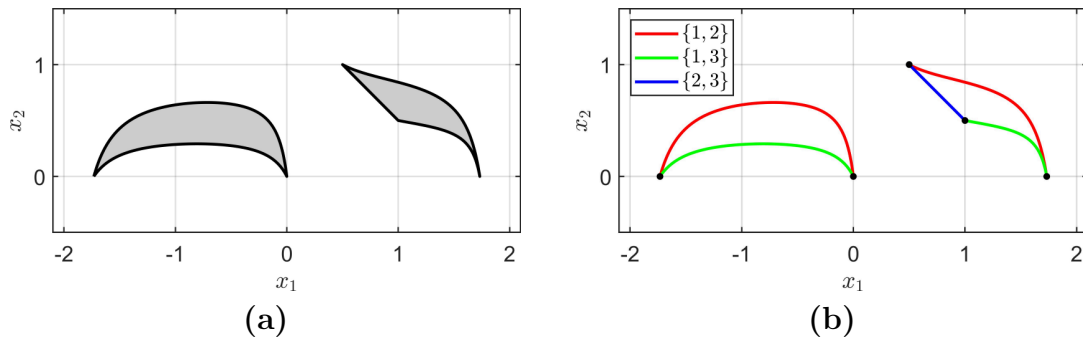 1
0
-2
-1
0
1
2
x₂
x₁
(a)
{1, 2}
{1, 3}
{2, 3}
1
0
-2
-1
0
1
2
x₂
x₁
(b)